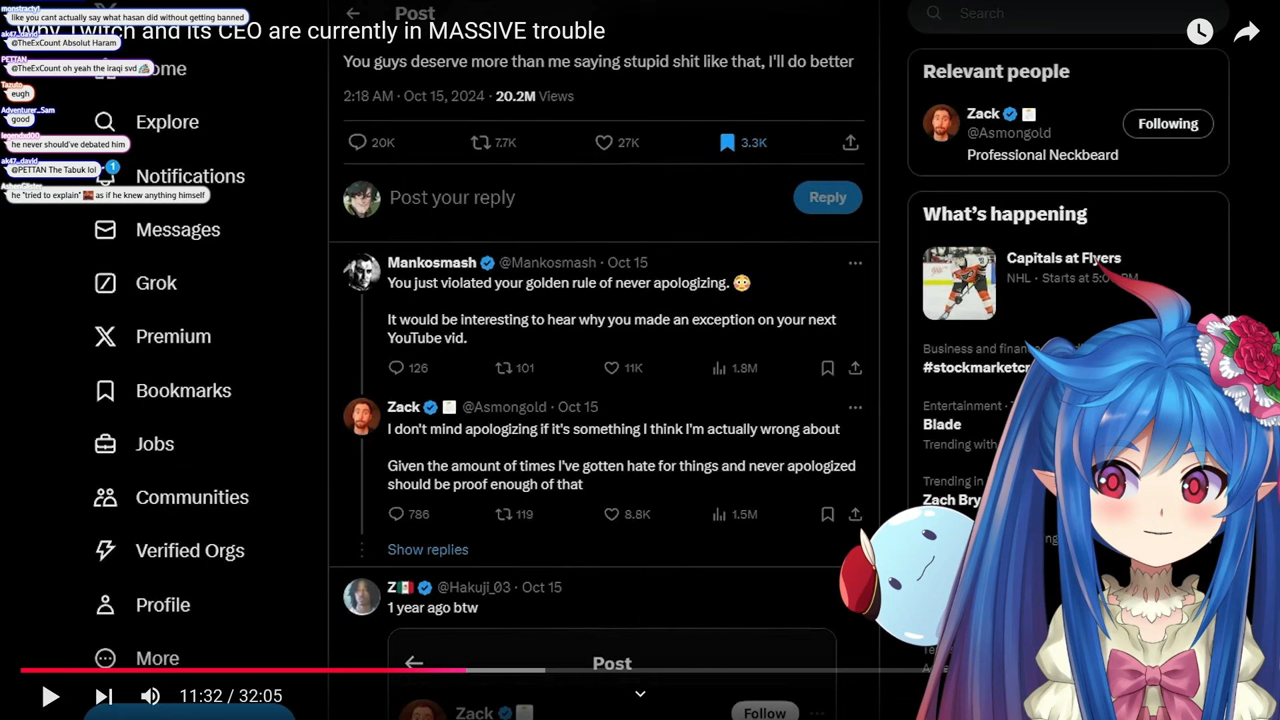 monstracty!
like you cant actually say what hasan did without getting banned
Why Twitch and its CEO are currently in MASSIVE trouble
ak47_david
@TheExCount Absolut Haram
PETTAN
@TheExCount oh yeah the iraqi svd
Tazuto
eugh
Adventurer_Sam
good
he never should've debated him
ak47_david
@PETTAN The Tabuk lol
he "tried to explain" as if he knew anything himself
Home
Explore
1
Notifications
Messages
Grok
Premium
Bookmarks
Jobs
Communities
Verified Orgs
Profile
More
Post
You guys deserve more than me saying stupid shit like that, I'll do better
2:18 AM · Oct 15, 2024 · 20.2M Views
20K 7.7K 27K 3.3K
Post your reply
Reply
Mankosmash @Mankosmash · Oct 15
You just violated your golden rule of never apologizing. 😳
It would be interesting to hear why you made an exception on your next
YouTube vid.
126 101 11K 1.8M
Zack @Asmongold · Oct 15
I don't mind apologizing if it's something I think I'm actually wrong about
Given the amount of times I've gotten hate for things and never apologized
should be proof enough of that
786 119 8.8K 1.5M
Show replies
Z🇲🇽 @Hakuji_03 · Oct 15
1 year ago btw
Post
Zack
Follow
Search
Relevant people
Zack
@Asmongold
Following
Professional Neckbeard
What's happening
Capitals at Flyers
NHL · Starts at 5:0
PM
Business and finan
#stockmarketcr
Entertainment ·
Blade
Trending with
Trending in
Zach Bry
11:32 / 32:05